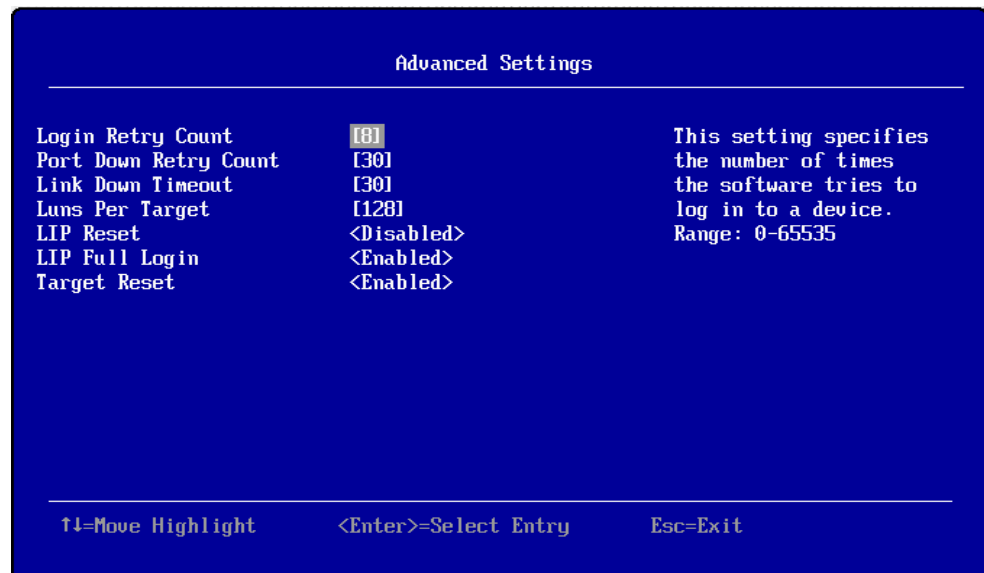 Advanced Settings
Login Retry Count [8]
Port Down Retry Count [30]
Link Down Timeout [30]
Luns Per Target [128]
LIP Reset <Disabled>
LIP Full Login <Enabled>
Target Reset <Enabled>
This setting specifies
the number of times
the software tries to
log in to a device.
Range: 0-65535
↑↓=Move Highlight <Enter>=Select Entry Esc=Exit